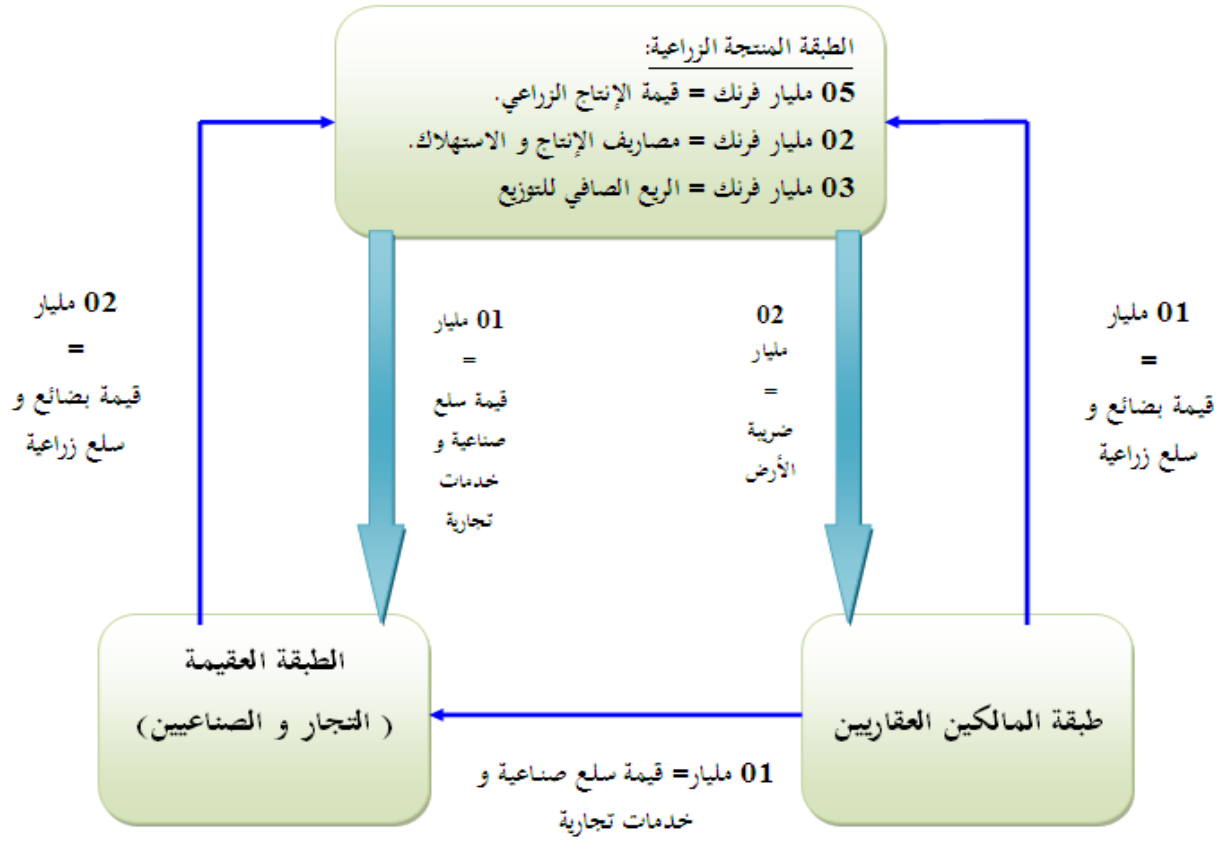 الطبقة المنتجة الزراعية:
05 مليار فرنك = قيمة الإنتاج الزراعي.
02 مليار فرنك = مصاريف الإنتاج و الاستهلاك.
03 مليار فرنك = الريع الصافي للتوزيع
01 مليار
=
قيمة بضائع و
سلع زراعية
02
مليار
=
ضريبة
الأرض
01 مليار
=
قيمة سلع
صناعية و
خدمات
تجارية
02 مليار
=
قيمة بضائع و
سلع زراعية
طبقة المالكين العقاريين
الطبقة العقيمة
( التجار و الصناعيين)
01 مليار= قيمة سلع صناعية و
خدمات تجارية